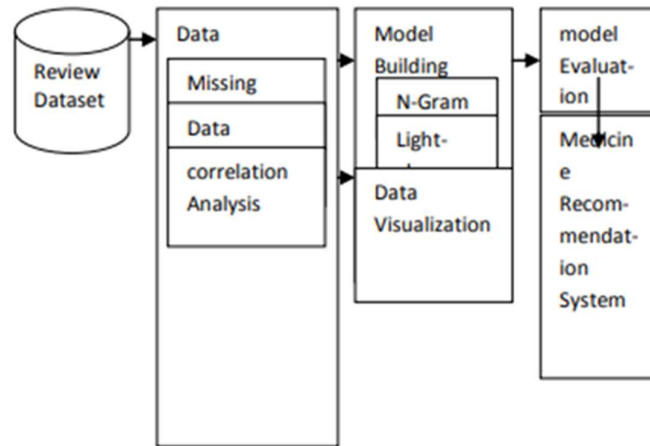 Review
Dataset
Data
Missing
Data
correlation
Analysis
Model
Building
N-Gram
Light-
Data
Visualization
model
Evaluat-
ion
Medicin
e
Recom-
mendat-
ion
System